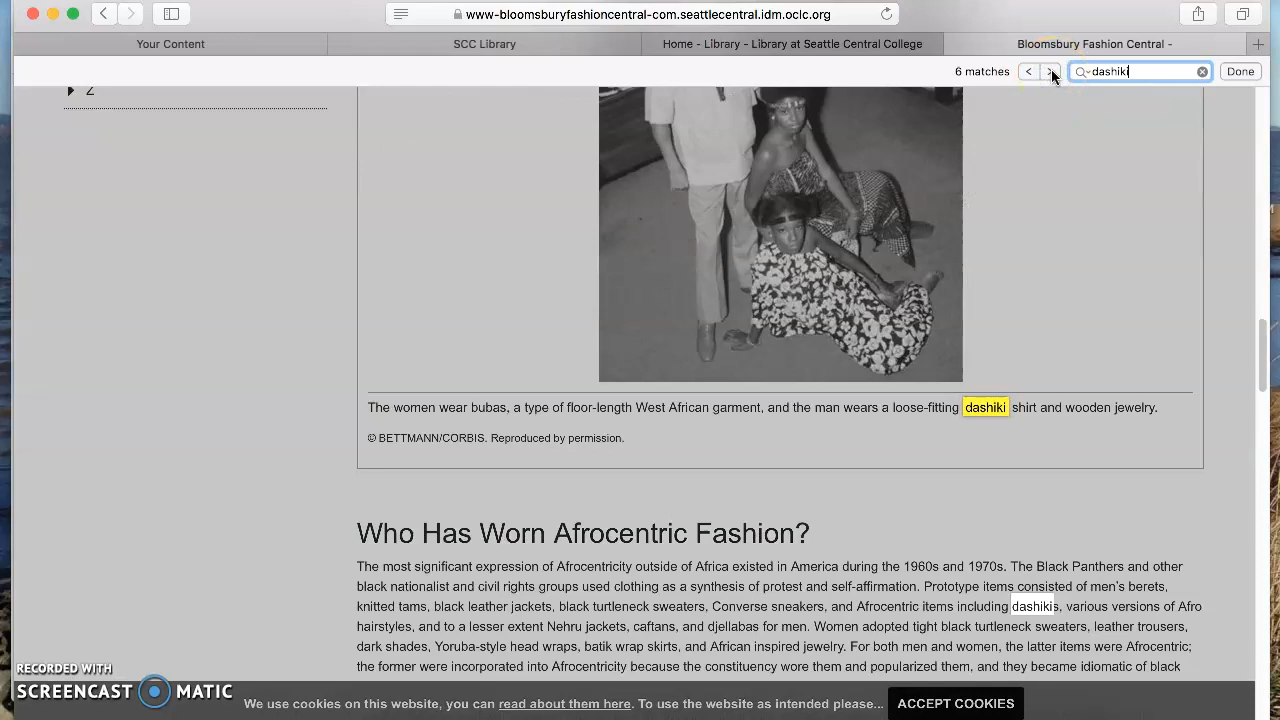 www-bloomsburyfashioncentral-com.seattlecentral.idm.oclc.org
Your Content
SCC Library
Home - Library - Library at Seattle Central College
Bloomsbury Fashion Central -
6 matches
dashiki
Done
Z
The women wear bubas, a type of floor-length West African garment, and the man wears a loose-fitting dashiki shirt and wooden jewelry.
© BETTMANN/CORBIS. Reproduced by permission.
Who Has Worn Afrocentric Fashion?
The most significant expression of Afrocentricity outside of Africa existed in America during the 1960s and 1970s. The Black Panthers and other
black nationalist and civil rights groups used clothing as a synthesis of protest and self-affirmation. Prototype items consisted of men's berets,
knitted tams, black leather jackets, black turtleneck sweaters, Converse sneakers, and Afrocentric items including dashikis, various versions of Afro
hairstyles, and to a lesser extent Nehru jackets, caftans, and djellabas for men. Women adopted tight black turtleneck sweaters, leather trousers,
dark shades, Yoruba-style head wraps, batik wrap skirts, and African inspired jewelry. For both men and women, the latter items were Afrocentric;
the former were incorporated into Afrocentricity because the constituency wore them and popularized them, and they became idiomatic of black
RECORDED WITH
SCREENCAST MATIC
We use cookies on this website, you can read about them here. To use the website as intended please...
ACCEPT COOKIES